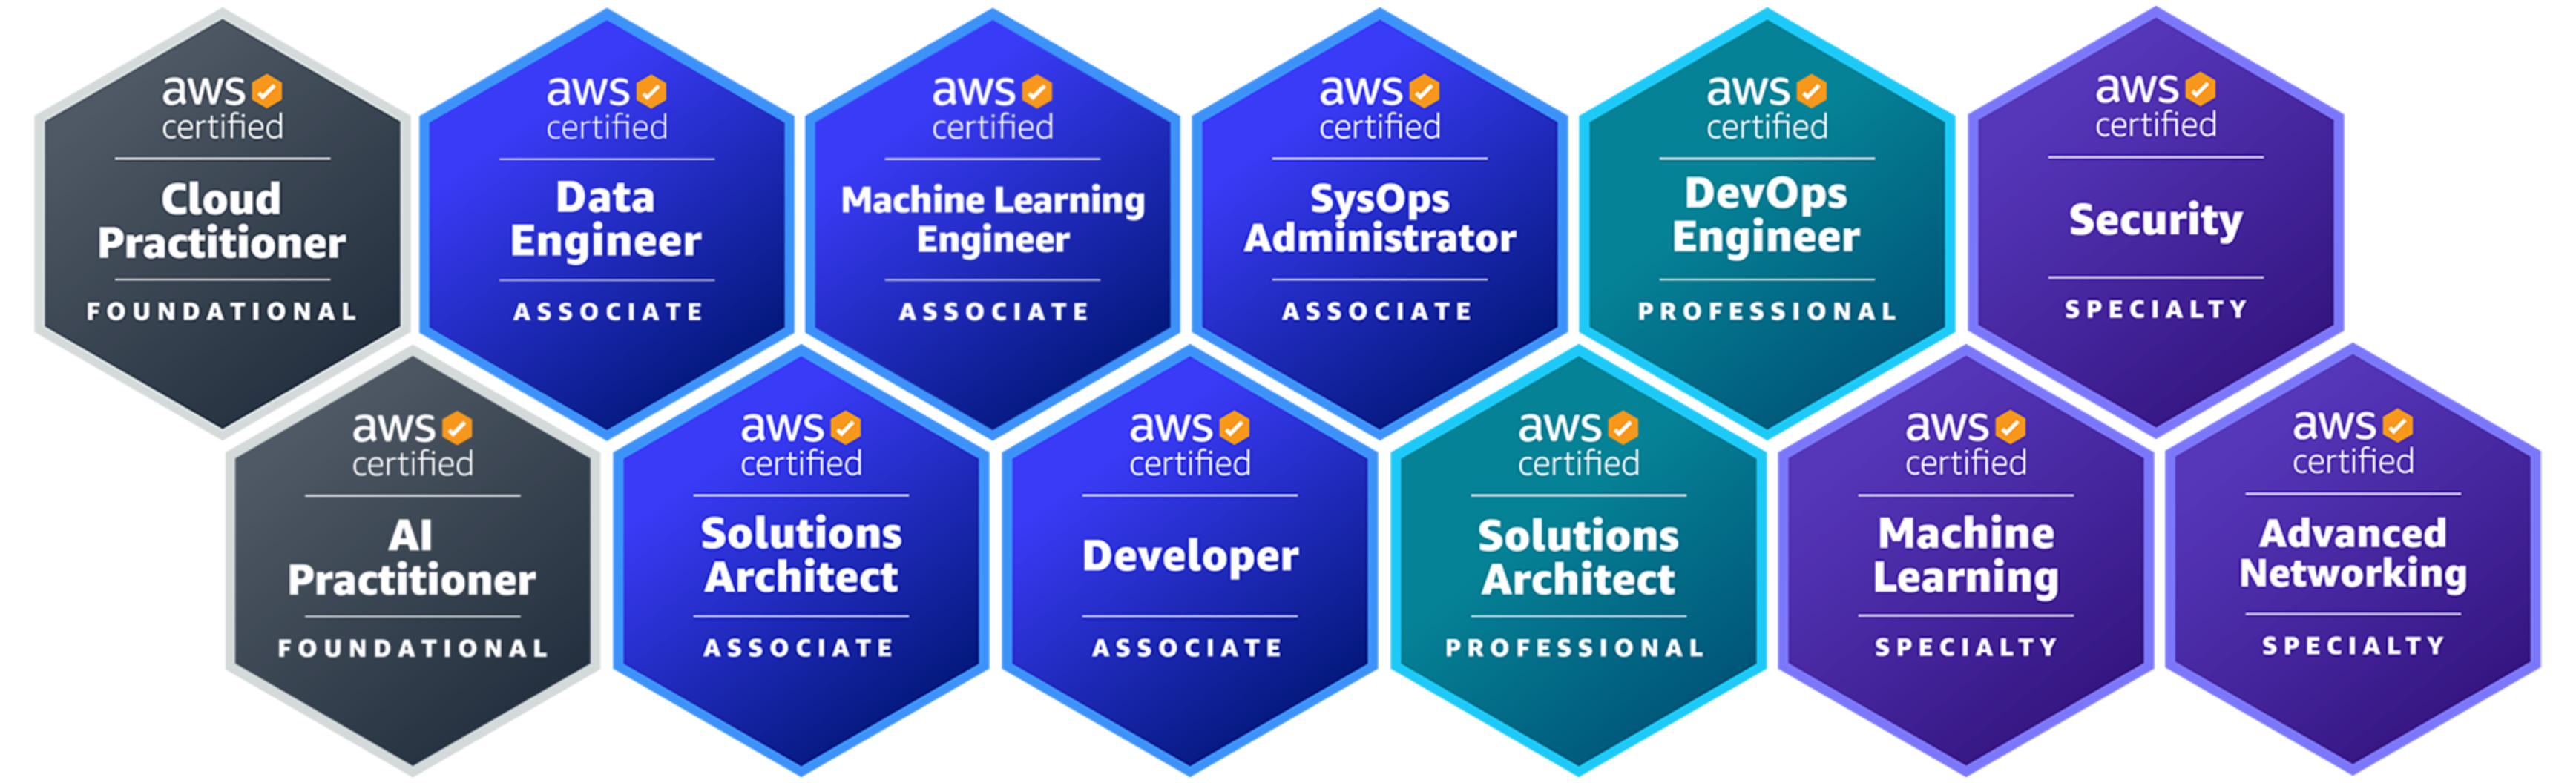 aws
certified
Cloud
Practitioner
FOUNDATIONAL
aws
certified
Data
Engineer
ASSOCIATE
aws
certified
Machine Learning
Engineer
ASSOCIATE
aws
certified
SysOps
Administrator
ASSOCIATE
aws
certified
DevOps
Engineer
PROFESSIONAL
aws
certified
Security
SPECIALTY
aws
certified
AI
Practitioner
FOUNDATIONAL
aws
certified
Solutions
Architect
ASSOCIATE
aws
certified
Developer
ASSOCIATE
aws
certified
Solutions
Architect
PROFESSIONAL
aws
certified
Machine
Learning
SPECIALTY
aws
certified
Advanced
Networking
SPECIALTY